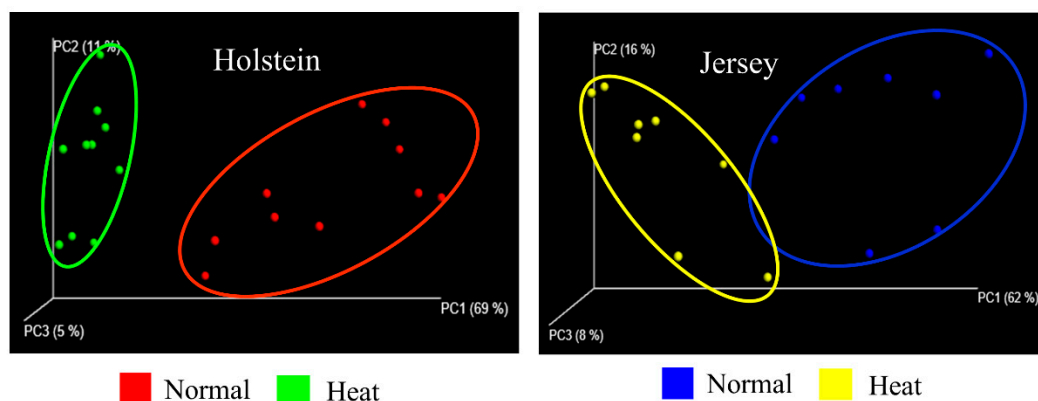 PC2 (11 %)
Holstein
PC1 (69 %)
PC3 (5 %)
Normal
Heat
PC2 (16 %)
Jersey
PC1 (62 %)
PC3 (8 %)
Normal
Heat